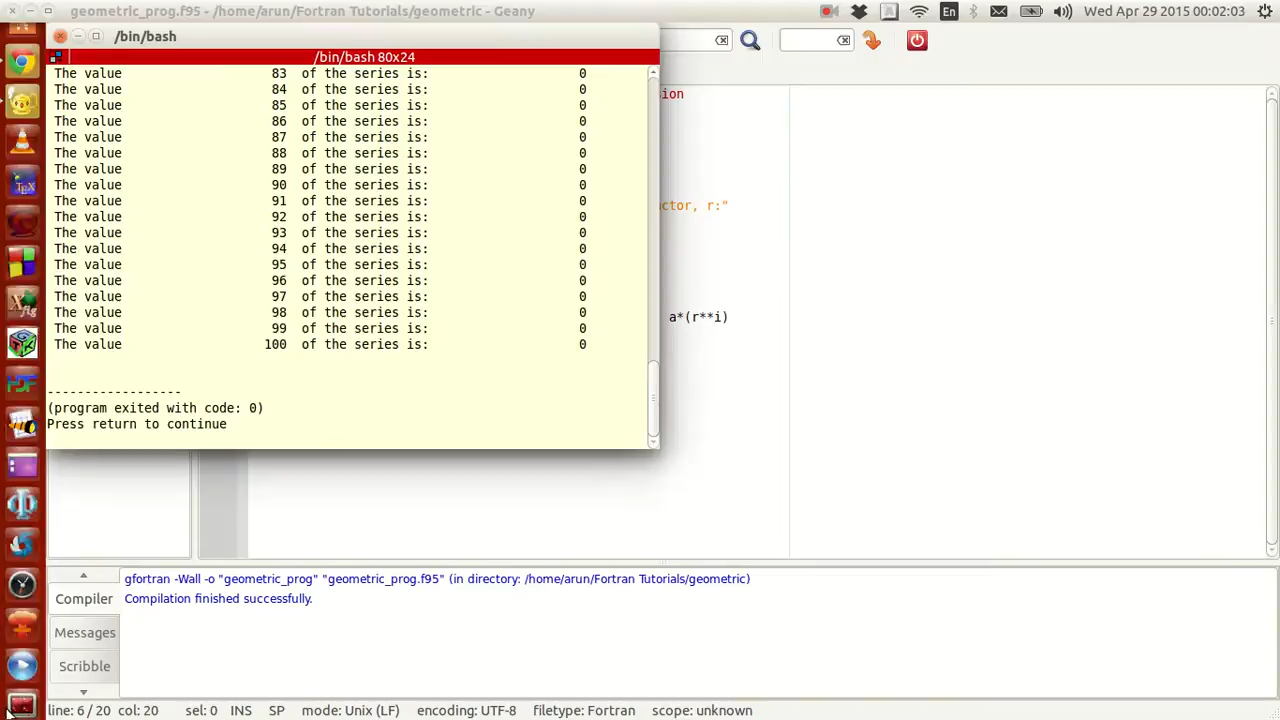 geometric_prog.f95 - /home/arun/Fortran Tutorials/geometric - Geany
En
Wed Apr 29 2015 00:02:03
/bin/bash
/bin/bash 80x24
The value 83 of the series is: 0
The value 84 of the series is: 0
The value 85 of the series is: 0
The value 86 of the series is: 0
The value 87 of the series is: 0
The value 88 of the series is: 0
The value 89 of the series is: 0
The value 90 of the series is: 0
The value 91 of the series is: 0
The value 92 of the series is: 0
The value 93 of the series is: 0
The value 94 of the series is: 0
The value 95 of the series is: 0
The value 96 of the series is: 0
The value 97 of the series is: 0
The value 98 of the series is: 0
The value 99 of the series is: 0
The value 100 of the series is: 0
-----------------
(program exited with code: 0)
Press return to continue
ion
actor, r:"
a*(r**i)
Compiler
Messages
Scribble
gfortran -Wall -o "geometric_prog" "geometric_prog.f95" (in directory: /home/arun/Fortran Tutorials/geometric)
Compilation finished successfully.
line: 6 / 20 col: 20 sel: 0 INS SP mode: Unix (LF) encoding: UTF-8 filetype: Fortran scope: unknown